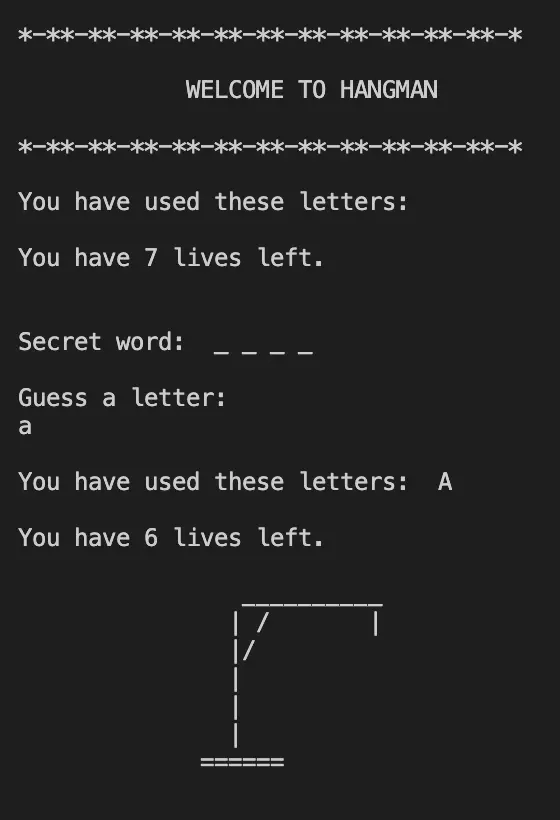 *-**-**-**-**-**-**-**-**-**-**-**-*
WELCOME TO HANGMAN
*-**-**-**-**-**-**-**-**-**-**-**-*
You have used these letters:
You have 7 lives left.
Secret word:  _ _ _ _
Guess a letter:
a
You have used these letters:  A
You have 6 lives left.